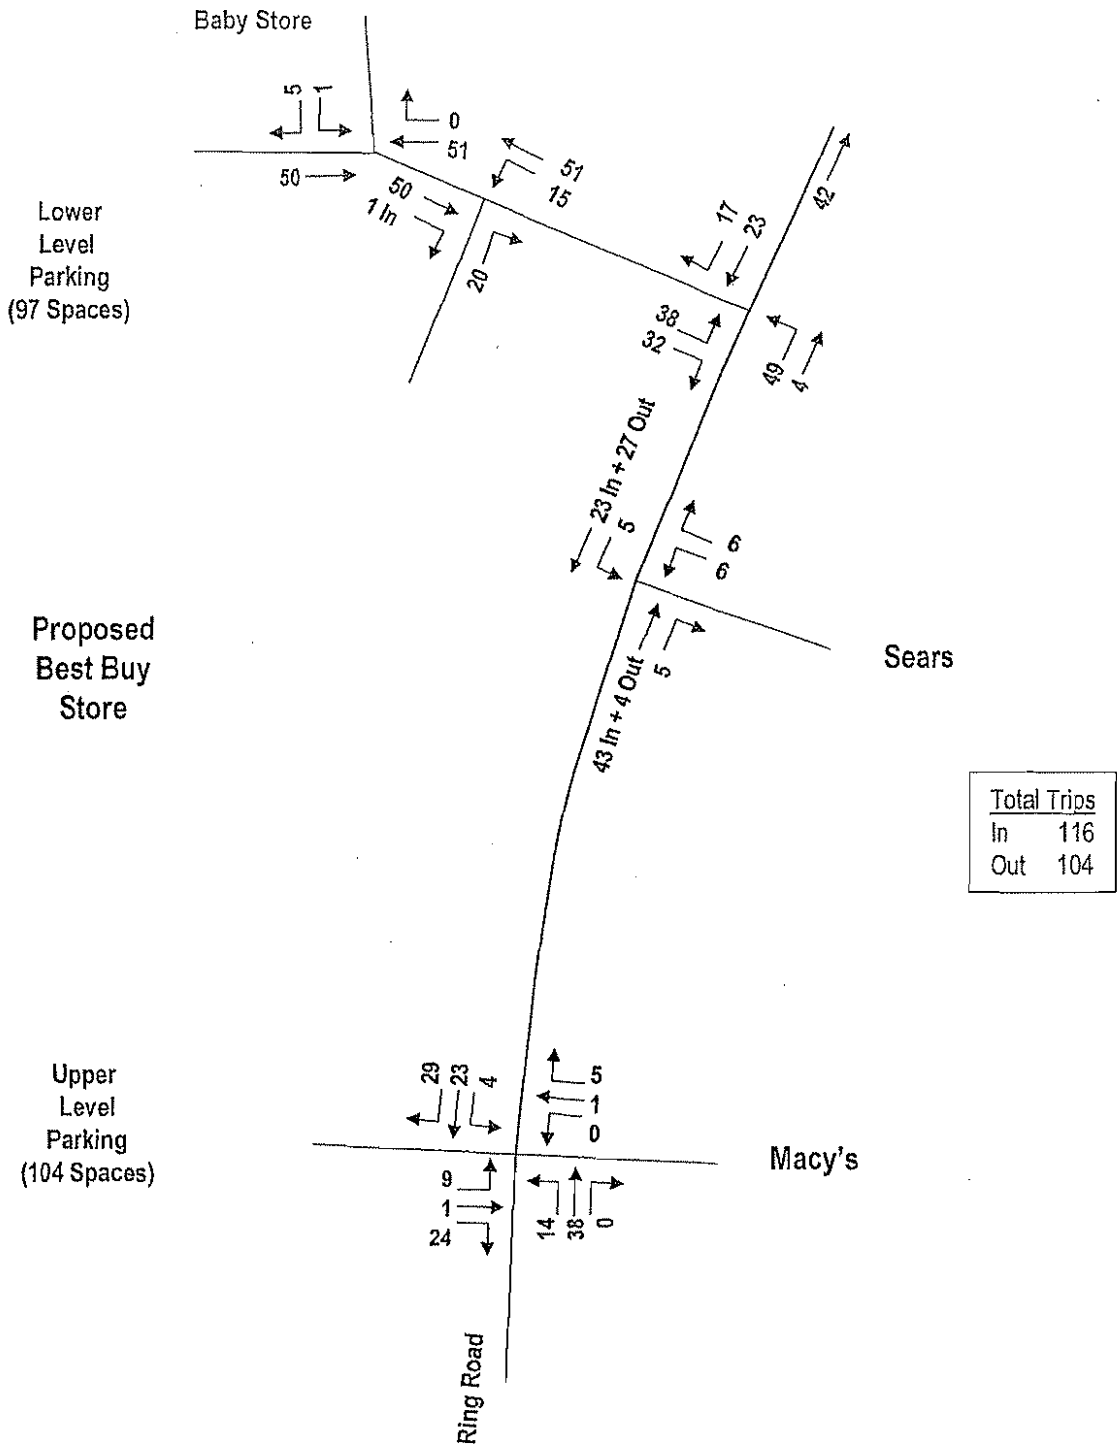 Baby Store
5
1
0
51
50
50
1 In
51
15
20
Lower
Level
Parking
(97 Spaces)
42
17
23
38
32
49
4
23 In + 27 Out
5
6
6
43 In + 4 Out
5
Proposed
Best Buy
Store
Sears
Total Trips
In 116
Out 104
Upper
Level
Parking
(104 Spaces)
29
23
4
5
1
0
Macy's
9
1
24
14
38
0
Ring Road